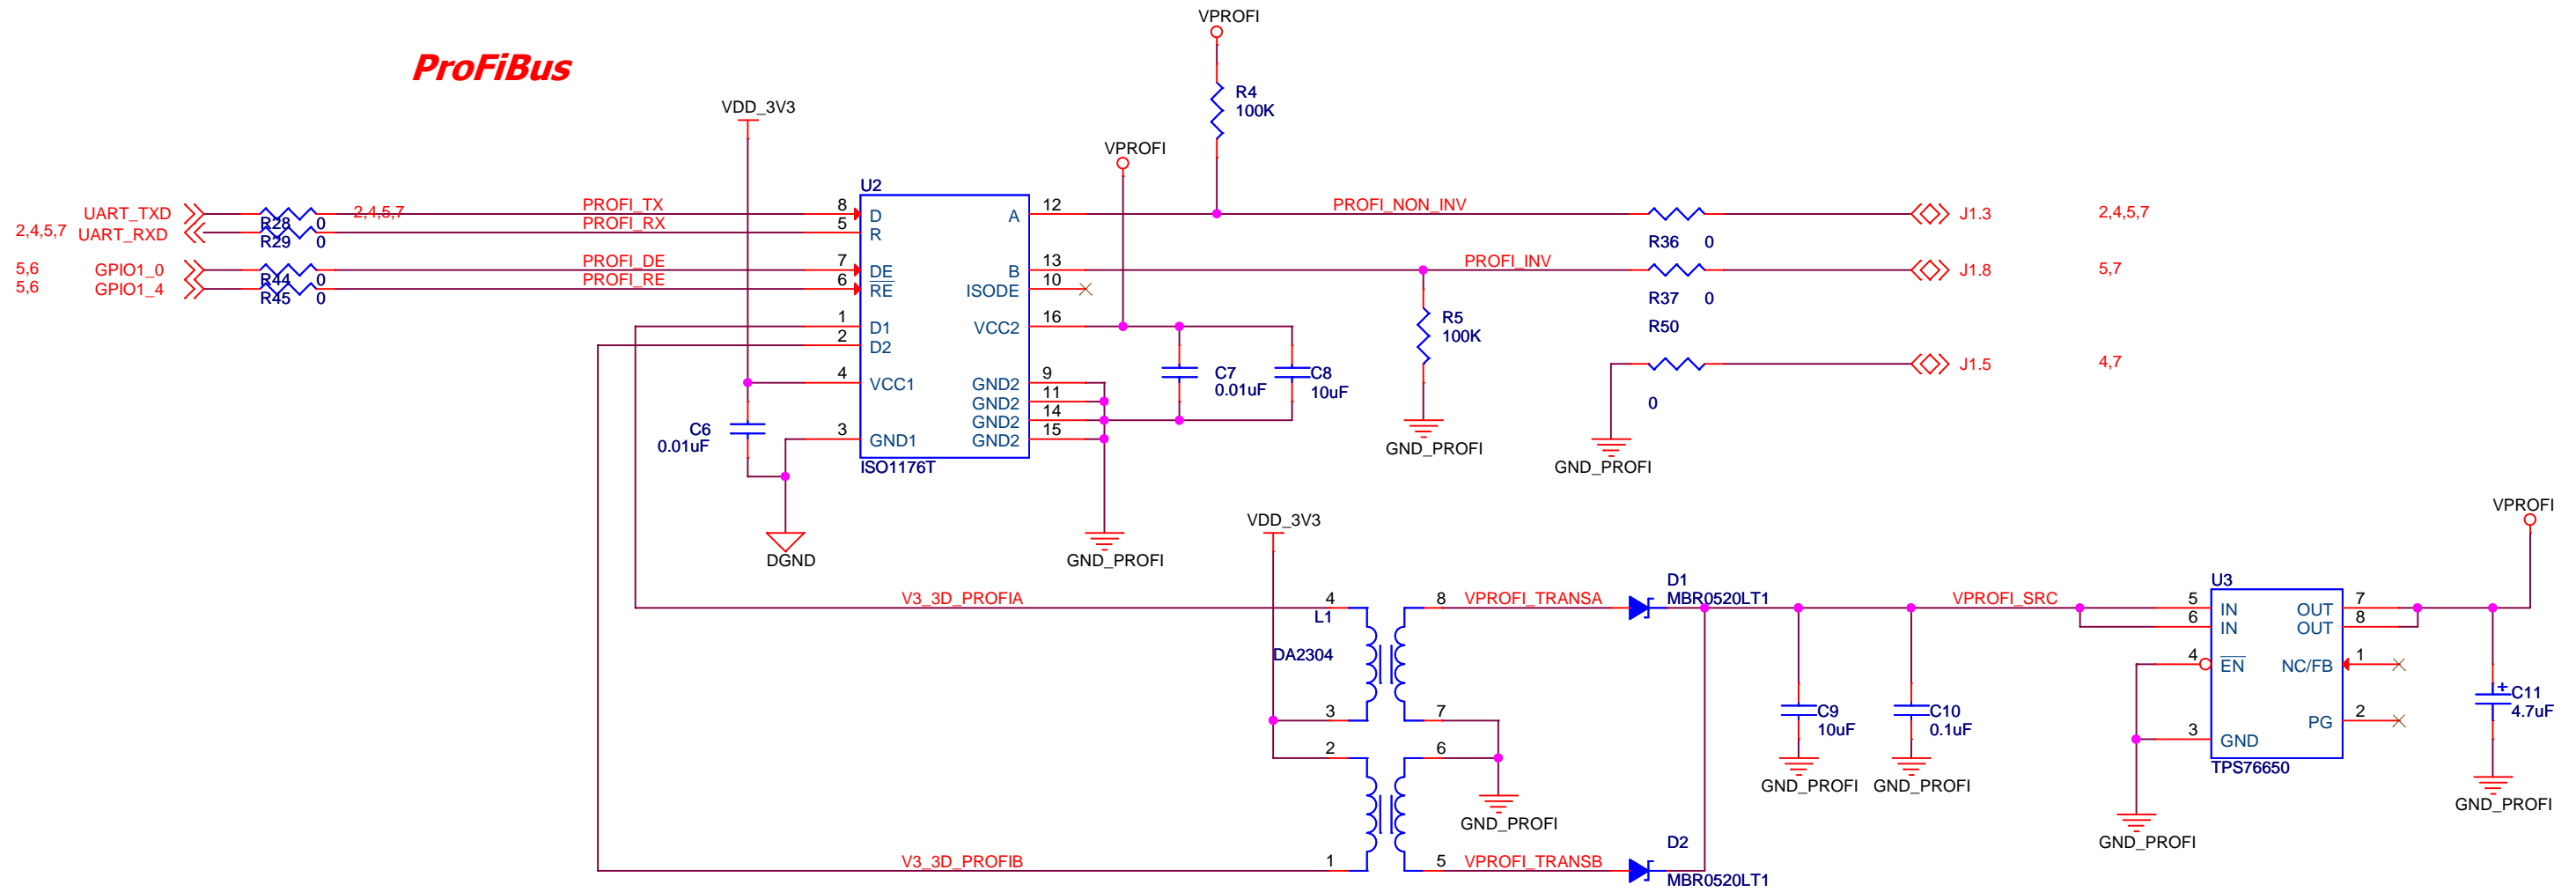 VPROFI
ProFiBus
R4
100K
VDD_3V3
VPROFI
U2
UART_TXD
R28 0
2,4,5,7
PROFI_TX
8
D
A
12
PROFI_NON_INV
R36 0
J1.3
2,4,5,7
2,4,5,7
UART_RXD
R29 0
PROFI_RX
5
R
5,6
GPIO1_0
R44 0
PROFI_DE
7
DE
B
13
PROFI_INV
R37 0
J1.8
5,7
5,6
GPIO1_4
R45 0
PROFI_RE
6
RE
ISODE
10
1
D1
VCC2
16
R5
100K
R50
2
D2
0
J1.5
4,7
4
VCC1
GND2
9
C7
0.01uF
C8
10uF
GND2
11
GND2
14
C6
0.01uF
3
GND1
GND2
15
ISO1176T
GND_PROFI
GND_PROFI
DGND
GND_PROFI
VDD_3V3
VPROFI
V3_3D_PROFIA
4
L1
DA2304
8
VPROFI_TRANSA
D1
MBR0520LT1
VPROFI_SRC
U3
5
IN
OUT
7
6
IN
OUT
8
4
EN
NC/FB
1
3
7
C9
10uF
C10
0.1uF
PG
2
C11
4.7uF
+
2
6
3
GND
TPS76650
GND_PROFI
GND_PROFI
GND_PROFI
GND_PROFI
GND_PROFI
V3_3D_PROFIB
1
5
VPROFI_TRANSB
D2
MBR0520LT1